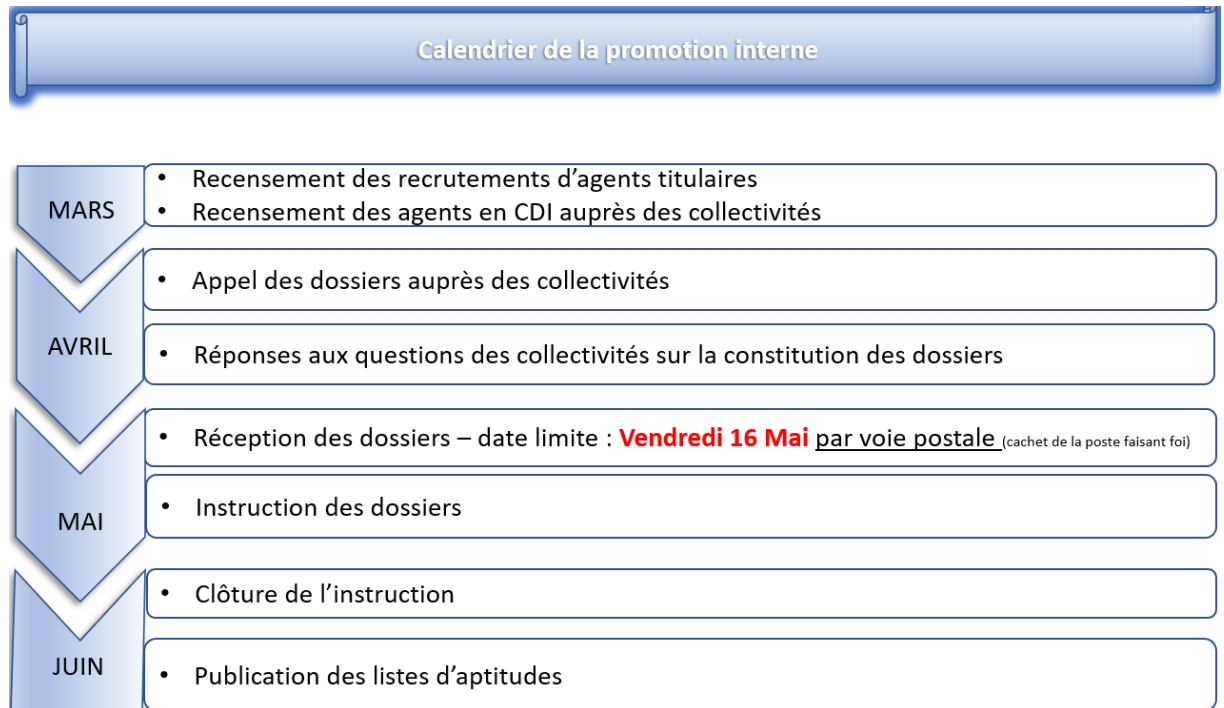 Calendrier de la promotion interne
MARS
• Recensement des recrutements d’agents titulaires
• Recensement des agents en CDI auprès des collectivités
AVRIL
• Appel des dossiers auprès des collectivités
• Réponses aux questions des collectivités sur la constitution des dossiers
MAI
• Réception des dossiers – date limite : Vendredi 16 Mai par voie postale (cachet de la poste faisant foi)
• Instruction des dossiers
JUIN
• Clôture de l’instruction
• Publication des listes d’aptitudes